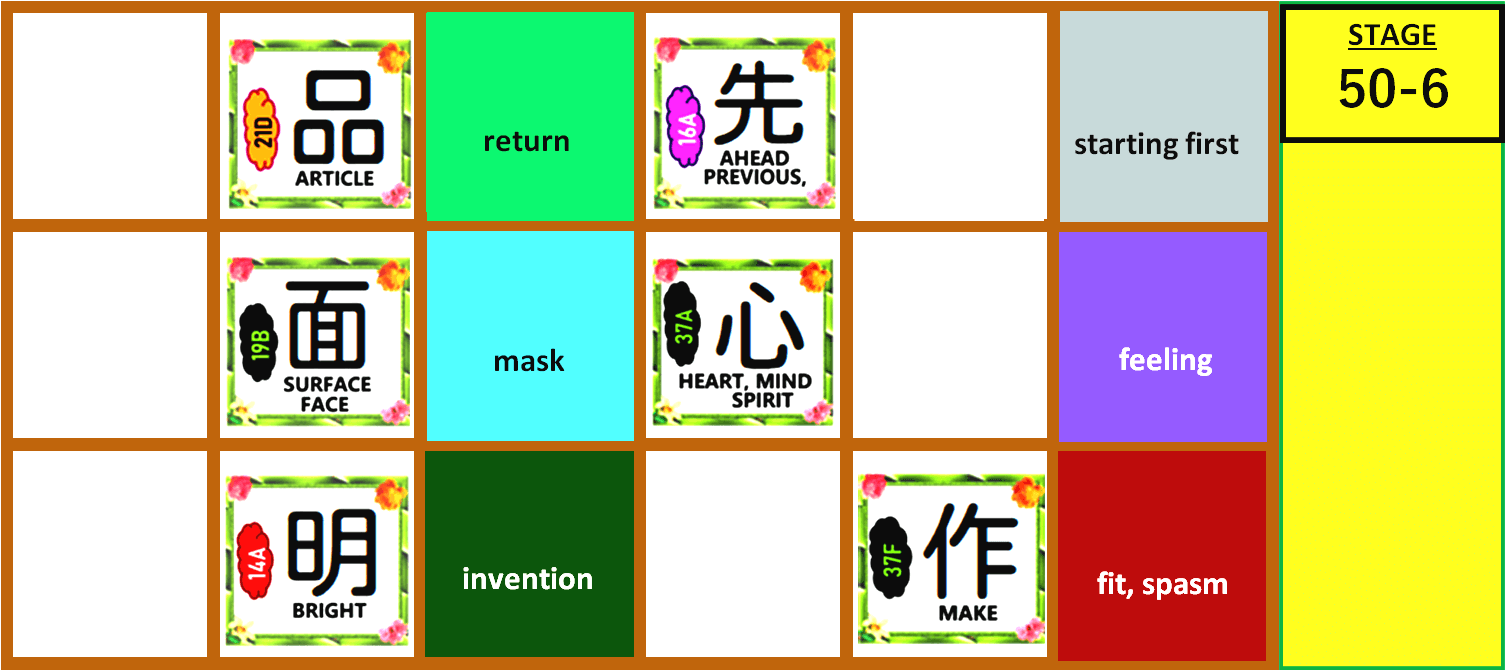 21D
品
ARTICLE
return
16A
先
AHEAD
PREVIOUS,
starting first
STAGE
50-6
19B
面
SURFACE
FACE
mask
37A
心
HEART, MIND
SPIRIT
feeling
14A
明
BRIGHT
invention
37F
作
MAKE
fit, spasm